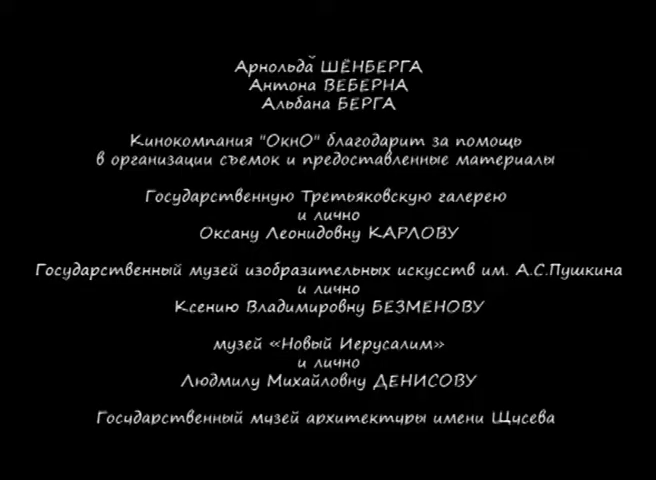 Арнольда ШЁНБЕРГА
Антона ВЕБЕРНА
Альбана БЕРГА
Кинокомпания "ОкнО" благодарит за помощь
в организации съемок и предоставленные материалы
Государственную Третьяковскую галерею
и лично
Оксану Леонидовну КАРЛОВУ
Государственный музей изобразительных искусств им. А.С.Пушкина
и лично
Ксению Владимировну БЕЗМЕНОВУ
музей «Новый Иерусалим»
и лично
Людмилу Михайловну ДЕНИСОВУ
Государственный музей архитектуры имени Щусева